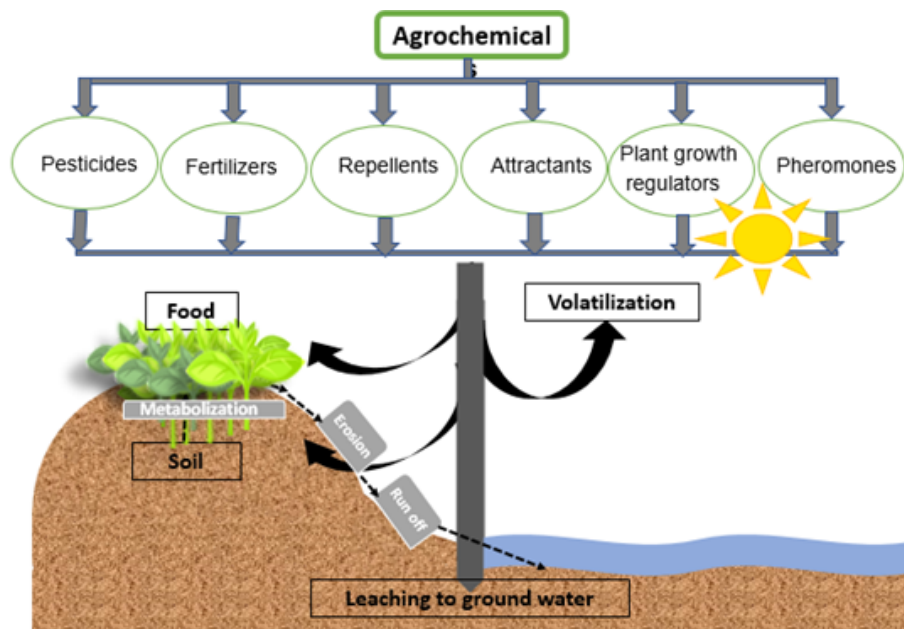 Agrochemical
s
Pesticides
Fertilizers
Repellents
Attractants
Plant growth
regulators
Pheromones
Food
Volatilization
Metabolization
Erosion
Soil
Run off
Leaching to ground water